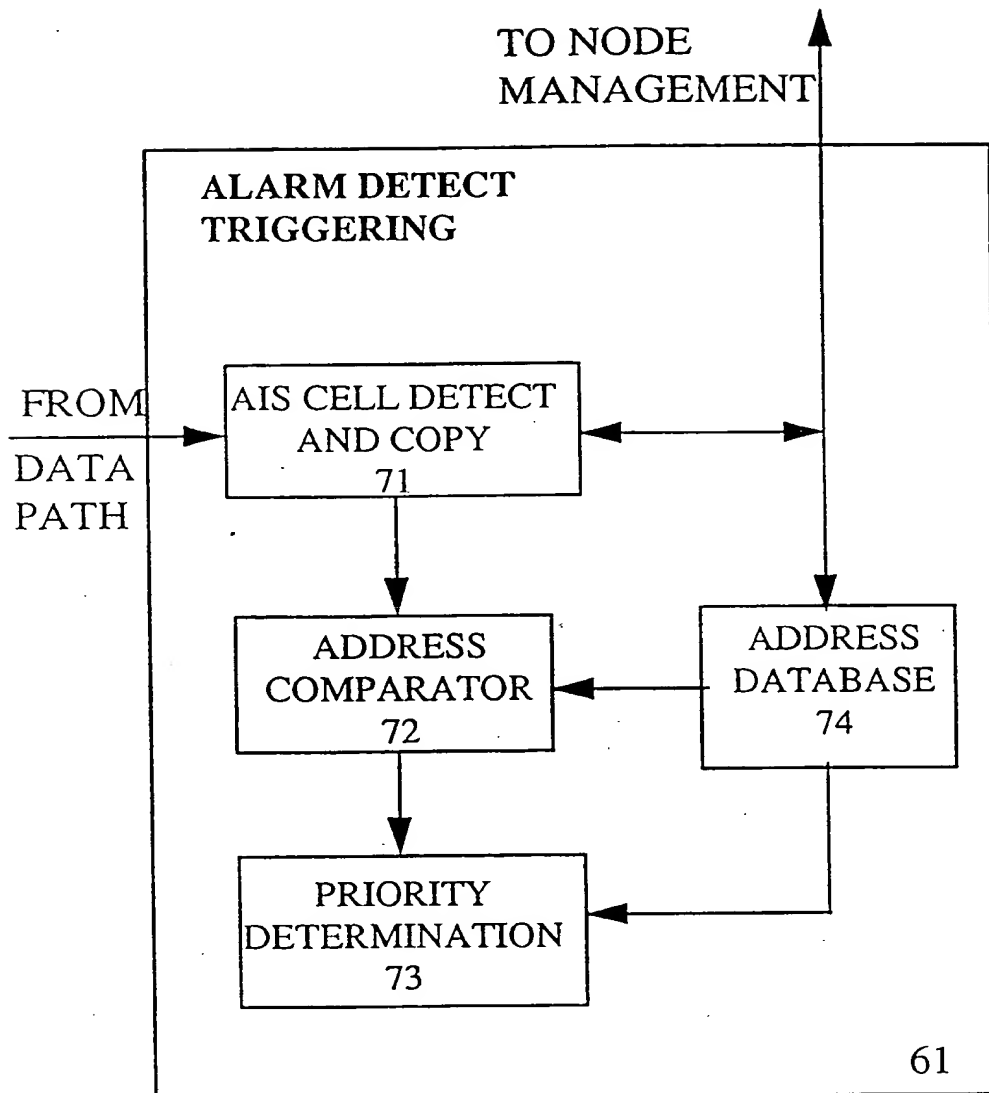 TO NODE
MANAGEMENT
ALARM DETECT
TRIGGERING
FROM
DATA
PATH
AIS CELL DETECT
AND COPY
71
ADDRESS
COMPARATOR
72
ADDRESS
DATABASE
74
PRIORITY
DETERMINATION
73
61